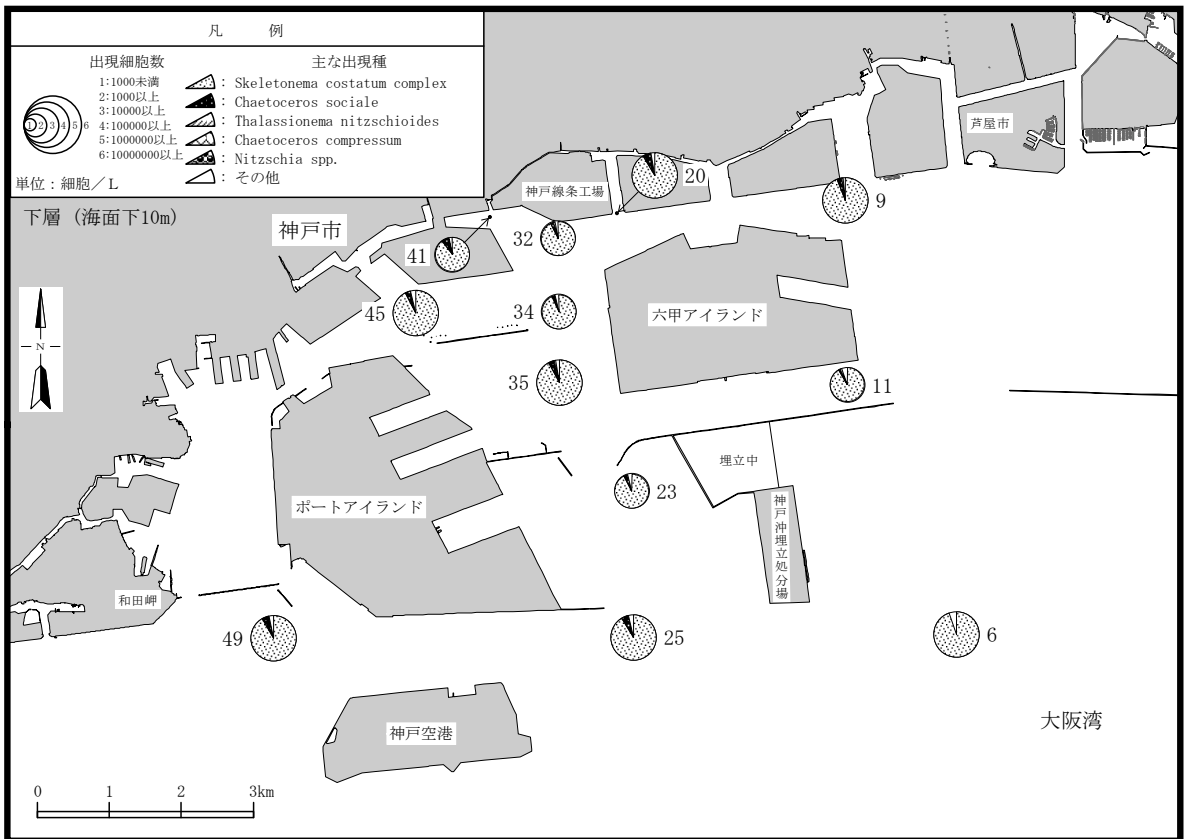 凡 例
出現細胞数
1:1000未満
2:1000以上
3:10000以上
4:100000以上
5:1000000以上
6:10000000以上
1 2 3 4 5 6
単位：細胞／L
主な出現種
: Skeletonema costatum complex
: Chaetoceros sociale
: Thalassionema nitzschioides
: Chaetoceros compressum
: Nitzschia spp.
: その他
下層（海面下10m）
神戸市
神戸線条工場
芦屋市
20
9
32
41
45
34
六甲アイランド
35
11
N
埋立中
23
ポートアイランド
神戸沖埋立処分場
和田岬
49
25
6
神戸空港
大阪湾
0 1 2 3km